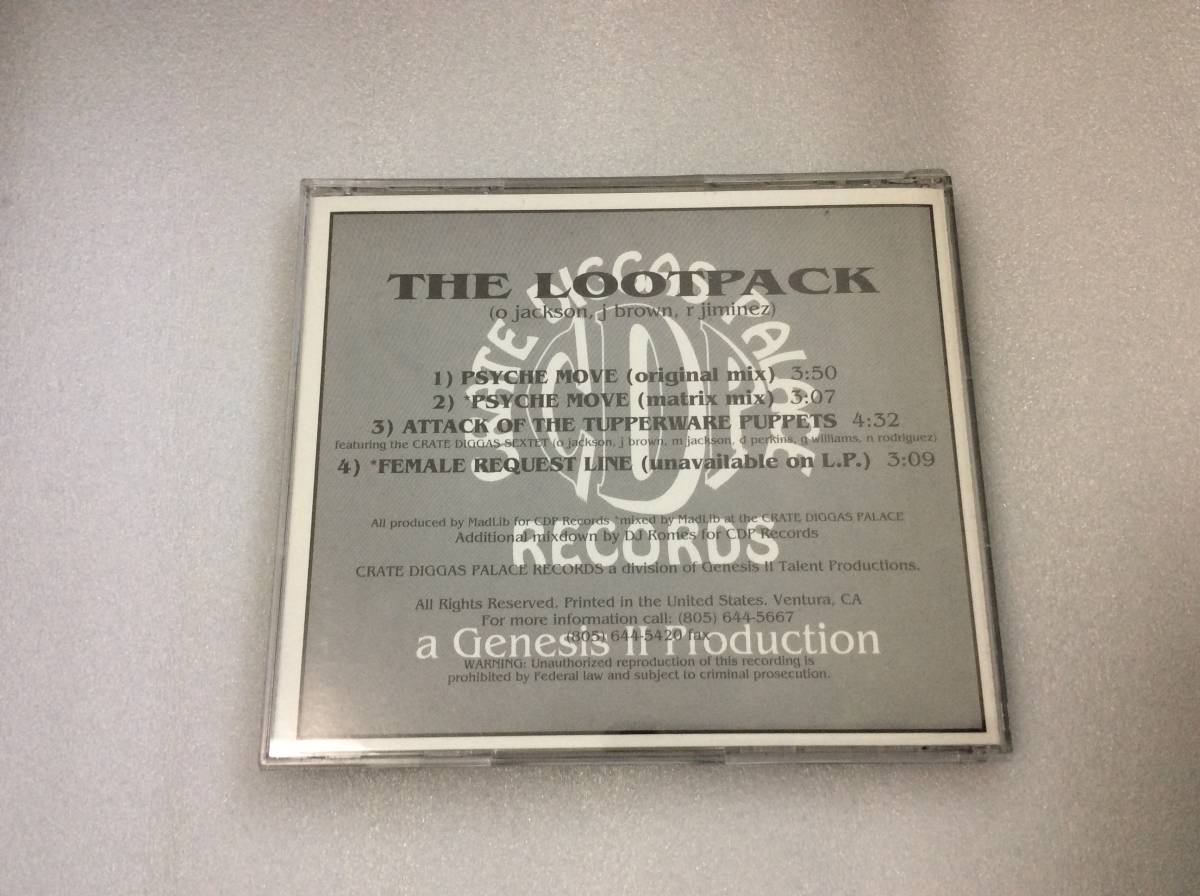 THE LOOTPACK
(o jackson, j brown, r jiminez)
1) PSYCHE MOVE (original mix) 3:50
2) *PSYCHE MOVE (matrix mix) 3:07
3) ATTACK OF THE TUPPERWARE PUPPETS 4:32
featuring the CRATE DIGGAS SEXTET (o jackson, j brown, m jackson, d perkins, g williams, n rodriguez)
4) *FEMALE REQUEST LINE (unavailable on L.P.) 3:09
CRATE DIGGAS PALACE
CDP
RECORDS
All produced by MadLib for CDP Records *mixed by MadLib at the CRATE DIGGAS PALACE
Additional mixdown by DJ Romes for CDP Records
CRATE DIGGAS PALACE RECORDS a division of Genesis II Talent Productions.
All Rights Reserved. Printed in the United States. Ventura, CA
For more information call: (805) 644-5667
(805) 644-5420 fax
a Genesis II Production
WARNING: Unauthorized reproduction of this recording is
prohibited by Federal law and subject to criminal prosecution.